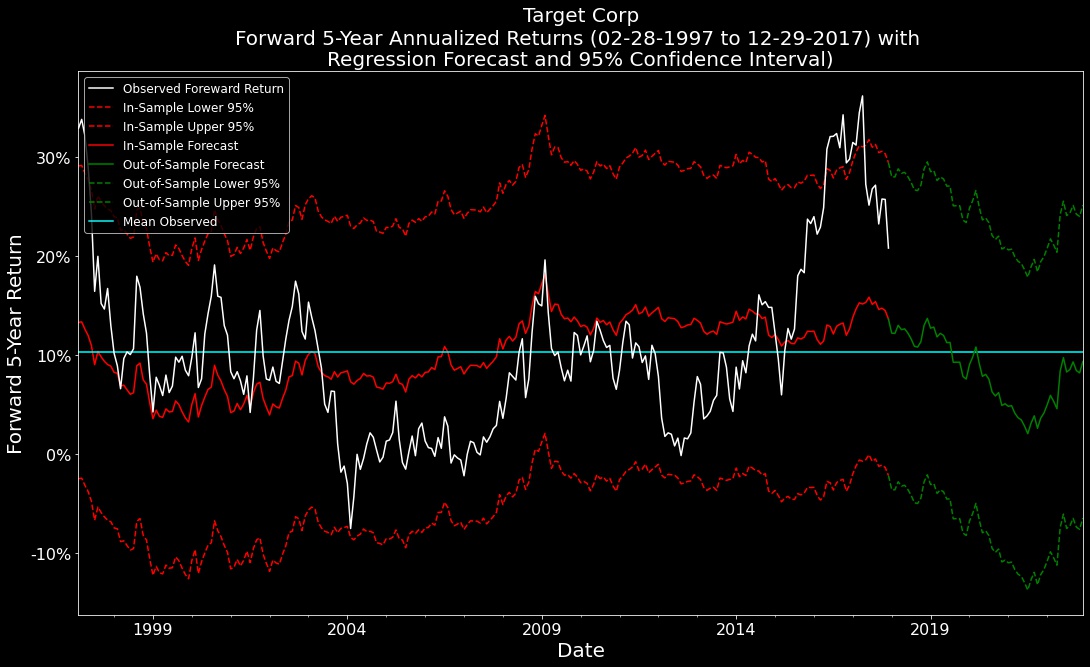 Target Corp
Forward 5-Year Annualized Returns (02-28-1997 to 12-29-2017) with
Regression Forecast and 95% Confidence Interval)
Observed Foreward Return
In-Sample Lower 95%
In-Sample Upper 95%
In-Sample Forecast
Out-of-Sample Forecast
Out-of-Sample Lower 95%
Out-of-Sample Upper 95%
Mean Observed
Forward 5-Year Return
30%
20%
10%
0%
-10%
1999
2004
2009
2014
2019
Date